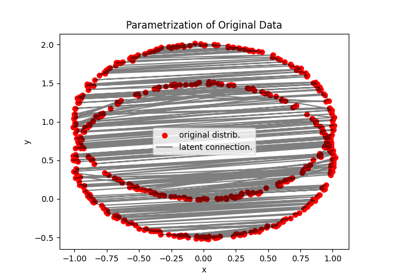 Parametrization of Original Data
2.0
1.5
1.0
0.5
0.0
−0.5
y
original distrib.
latent connection.
−1.00 −0.75 −0.50 −0.25 0.00 0.25 0.50 0.75 1.00
x